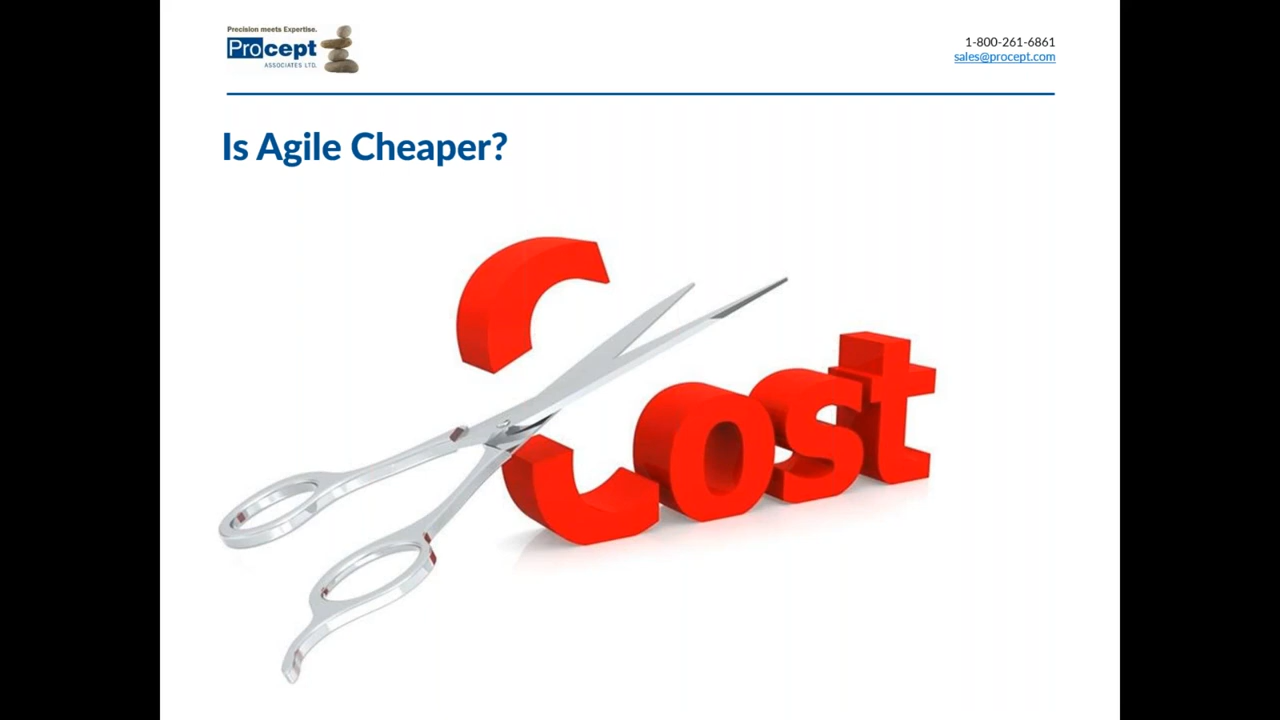 Precision meets Expertise.
Procept
ASSOCIATES LTD.
1-800-261-6861
sales@procept.com
Is Agile Cheaper?
Cost